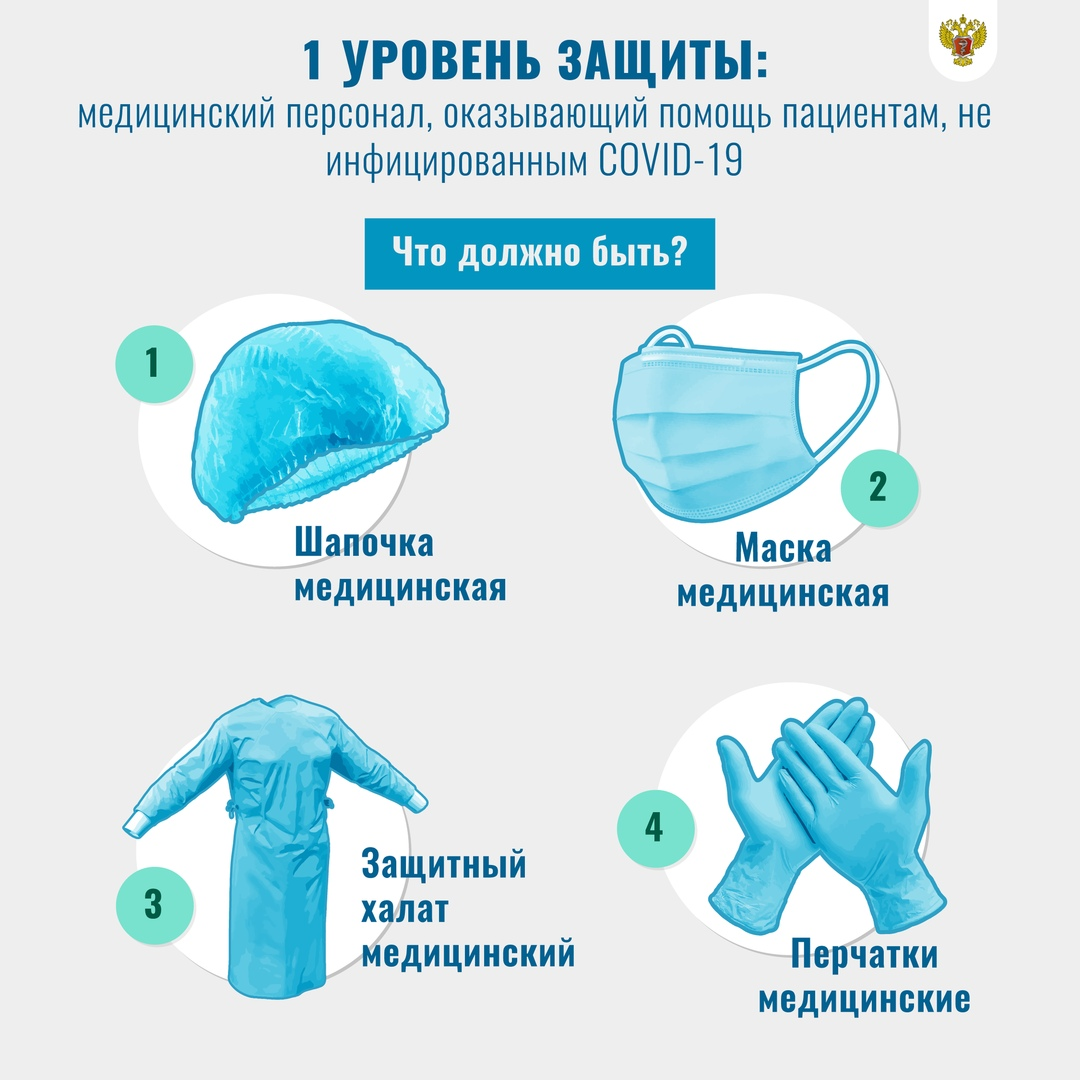 1 УРОВЕНЬ ЗАЩИТЫ:
медицинский персонал, оказывающий помощь пациентам, не
инфицированным COVID-19
Что должно быть?
1
Шапочка
медицинская
2
Маска
медицинская
3
Защитный
халат
медицинский
4
Перчатки
медицинские